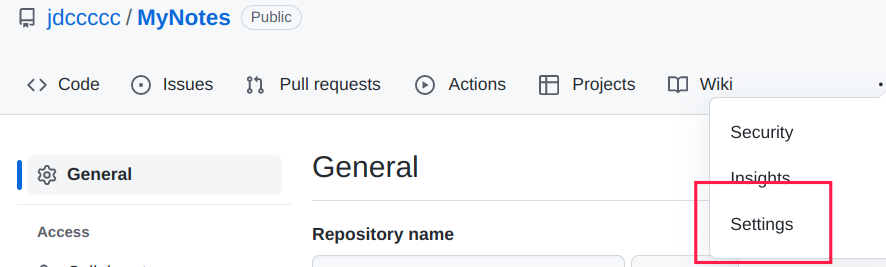 jdccccc / MyNotes Public
Code Issues Pull requests Actions Projects Wiki
Security
Insights
Settings
General
Access
General
Repository name